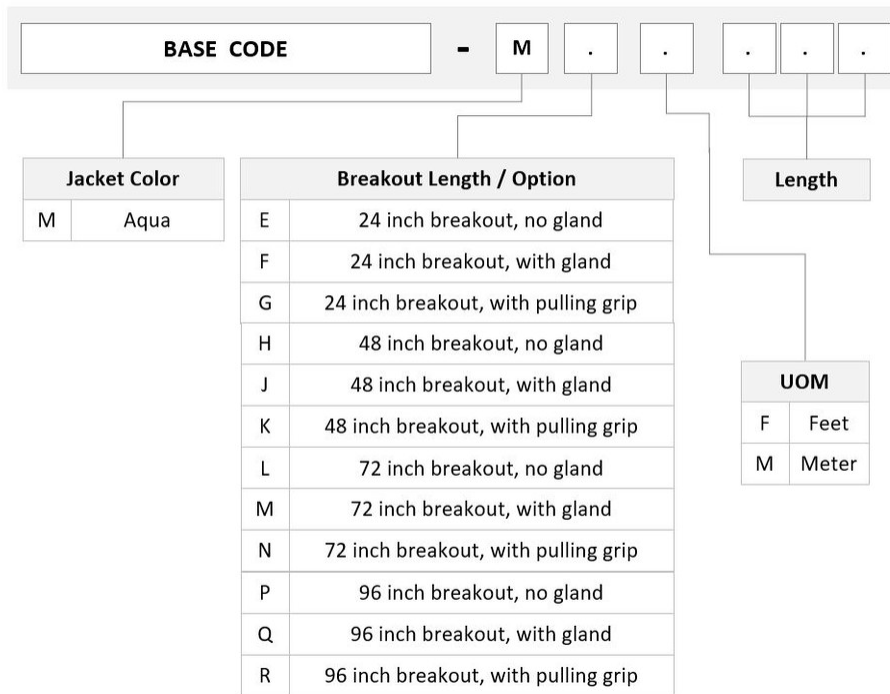 BASE CODE - M . . . . .
Jacket Color
M Aqua
Breakout Length / Option
E 24 inch breakout, no gland
F 24 inch breakout, with gland
G 24 inch breakout, with pulling grip
H 48 inch breakout, no gland
J 48 inch breakout, with gland
K 48 inch breakout, with pulling grip
L 72 inch breakout, no gland
M 72 inch breakout, with gland
N 72 inch breakout, with pulling grip
P 96 inch breakout, no gland
Q 96 inch breakout, with gland
R 96 inch breakout, with pulling grip
Length
UOM
F Feet
M Meter